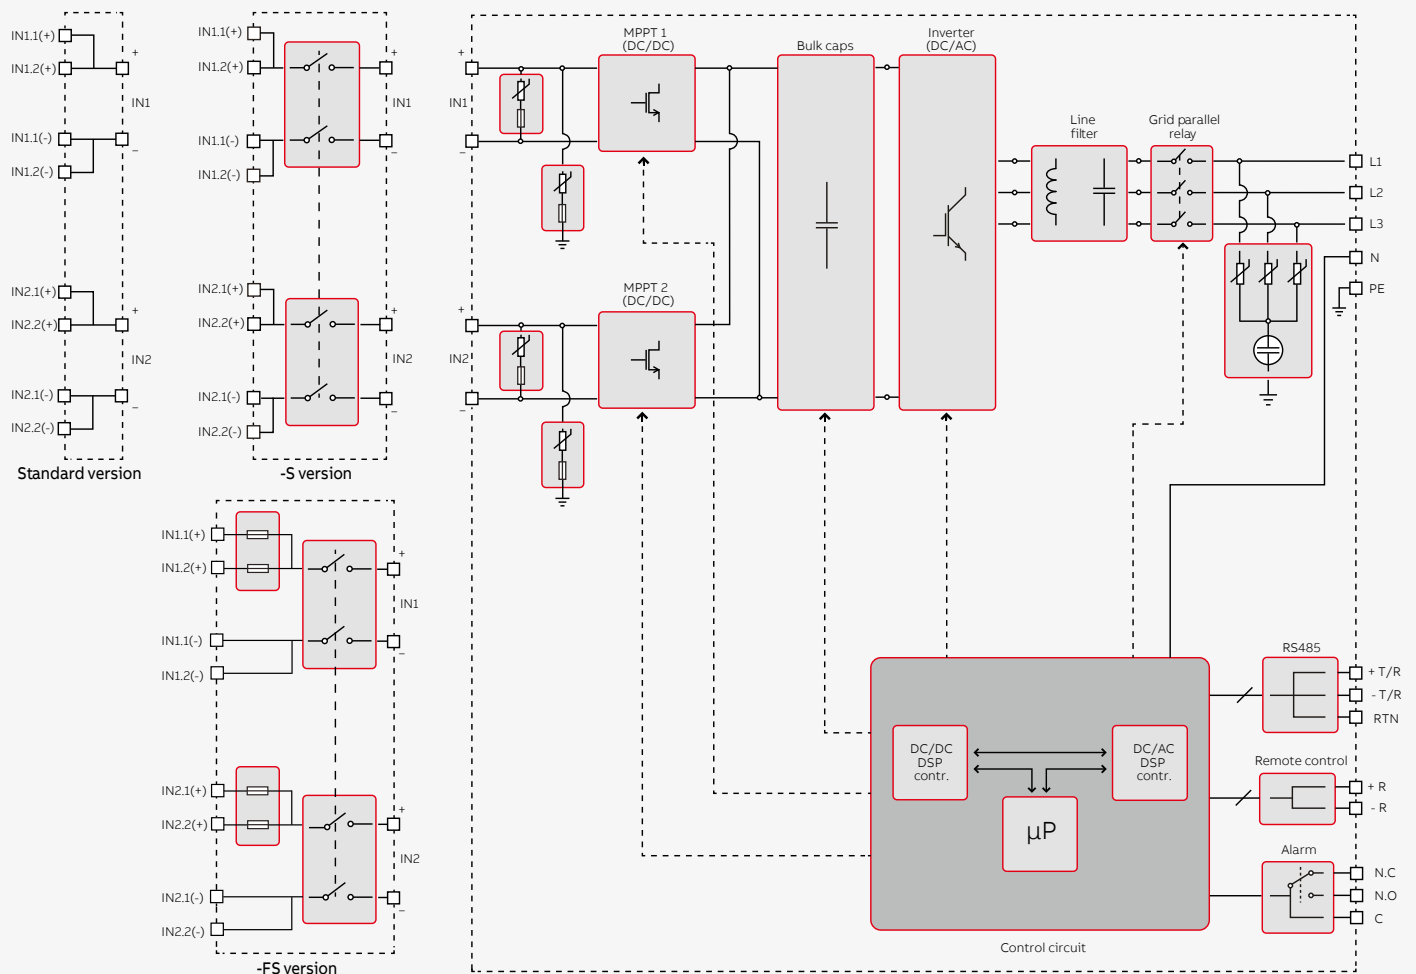 IN1.1(+)
IN1.2(+)
+
IN1
IN1.1(-)
–
IN1.2(-)
IN2.1(+)
+
IN2.2(+)
IN2
IN2.1(-)
–
IN2.2(-)
Standard version
IN1.1(+)
+
IN1.2(+)
IN1
IN1.1(-)
–
IN1.2(-)
IN2.1(+)
+
IN2.2(+)
IN2
IN2.1(-)
–
IN2.2(-)
-S version
IN1.1(+)
+
IN1.2(+)
IN1
IN1.1(-)
–
IN1.2(-)
IN2.1(+)
+
IN2.2(+)
IN2
IN2.1(-)
–
IN2.2(-)
-FS version
+
IN1
–
+
IN2
–
MPPT 1
(DC/DC)
MPPT 2
(DC/DC)
Bulk caps
Inverter
(DC/AC)
Line
filter
Grid parallel
relay
L1
L2
L3
N
PE
DC/DC
DSP
contr.
DC/AC
DSP
contr.
µP
Control circuit
RS485
+ T/R
- T/R
RTN
Remote control
+ R
- R
Alarm
N.C
N.O
C